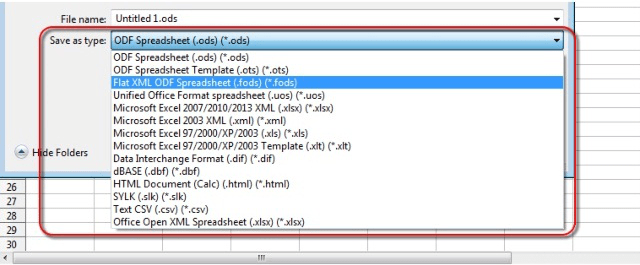 File name: Untitled 1.ods
Save as type: ODF Spreadsheet (.ods) (*.ods)
ODF Spreadsheet (.ods) (*.ods)
ODF Spreadsheet Template (.ots) (*.ots)
Flat XML ODF Spreadsheet (.fods) (*.fods)
Unified Office Format spreadsheet (.uos) (*.uos)
Microsoft Excel 2007/2010/2013 XML (.xlsx) (*.xlsx)
Microsoft Excel 2003 XML (.xml) (*.xml)
Microsoft Excel 97/2000/XP/2003 (.xls) (*.xls)
Microsoft Excel 97/2000/XP/2003 Template (.xlt) (*.xlt)
Hide Folders
Data Interchange Format (.dif) (*.dif)
dBASE (.dbf) (*.dbf)
HTML Document (Calc) (.html) (*.html)
SYLK (.slk) (*.slk)
Text CSV (.csv) (*.csv)
Office Open XML Spreadsheet (.xlsx) (*.xlsx)
26
27
28
29
30